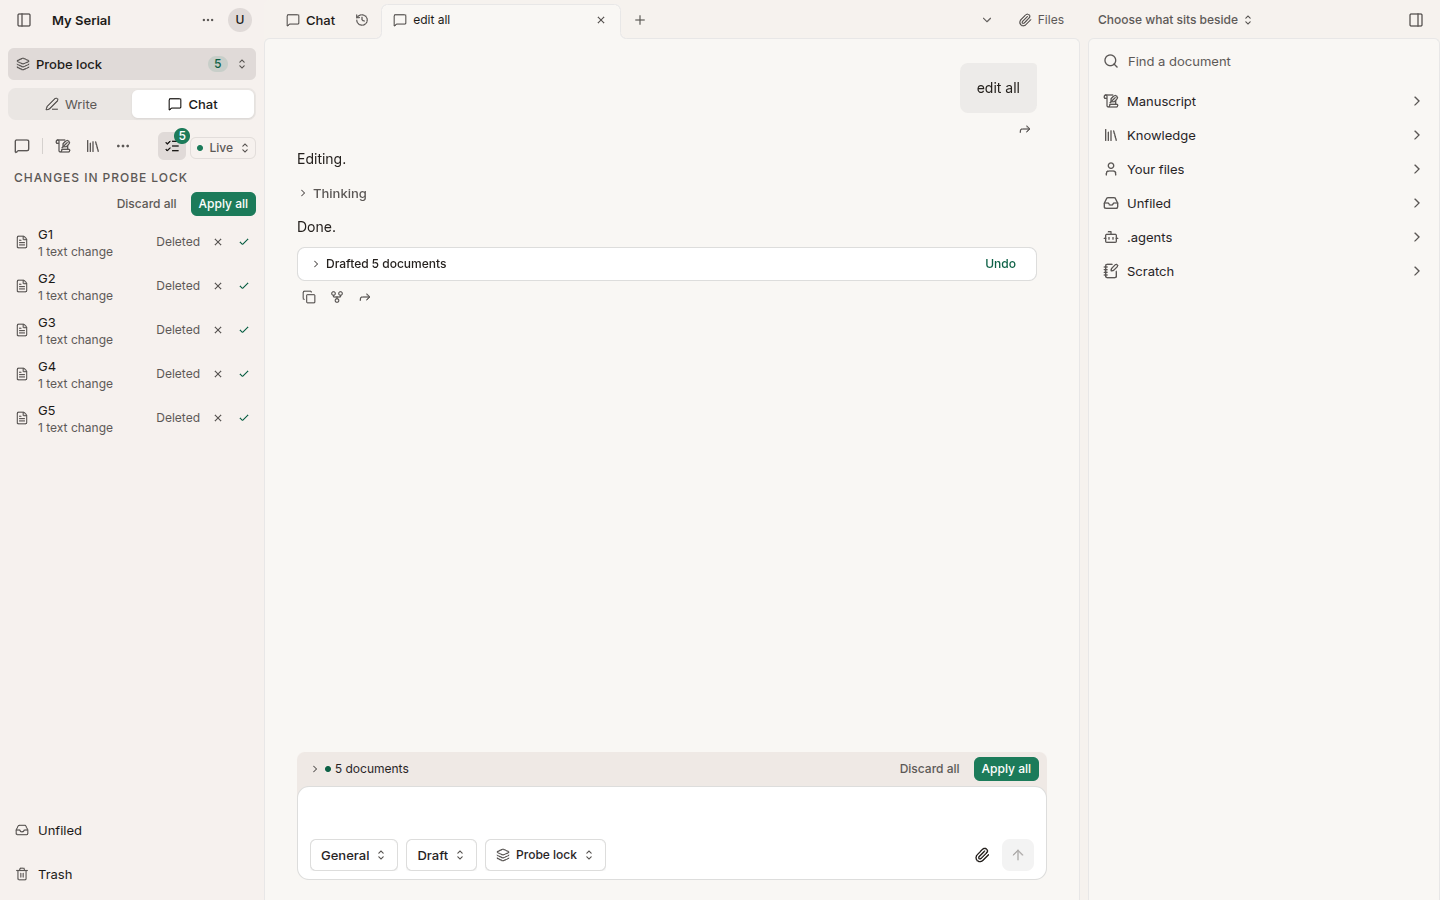 My Serial
U
Probe lock
5
Write
Chat
5
Live
CHANGES IN PROBE LOCK
Discard all
Apply all
G1
1 text change
Deleted
G2
1 text change
Deleted
G3
1 text change
Deleted
G4
1 text change
Deleted
G5
1 text change
Deleted
Unfiled
Trash
Chat
edit all
Files
edit all
Editing.
Thinking
Done.
Drafted 5 documents
Undo
5 documents
Discard all
Apply all
General
Draft
Probe lock
Choose what sits beside
Find a document
Manuscript
Knowledge
Your files
Unfiled
.agents
Scratch